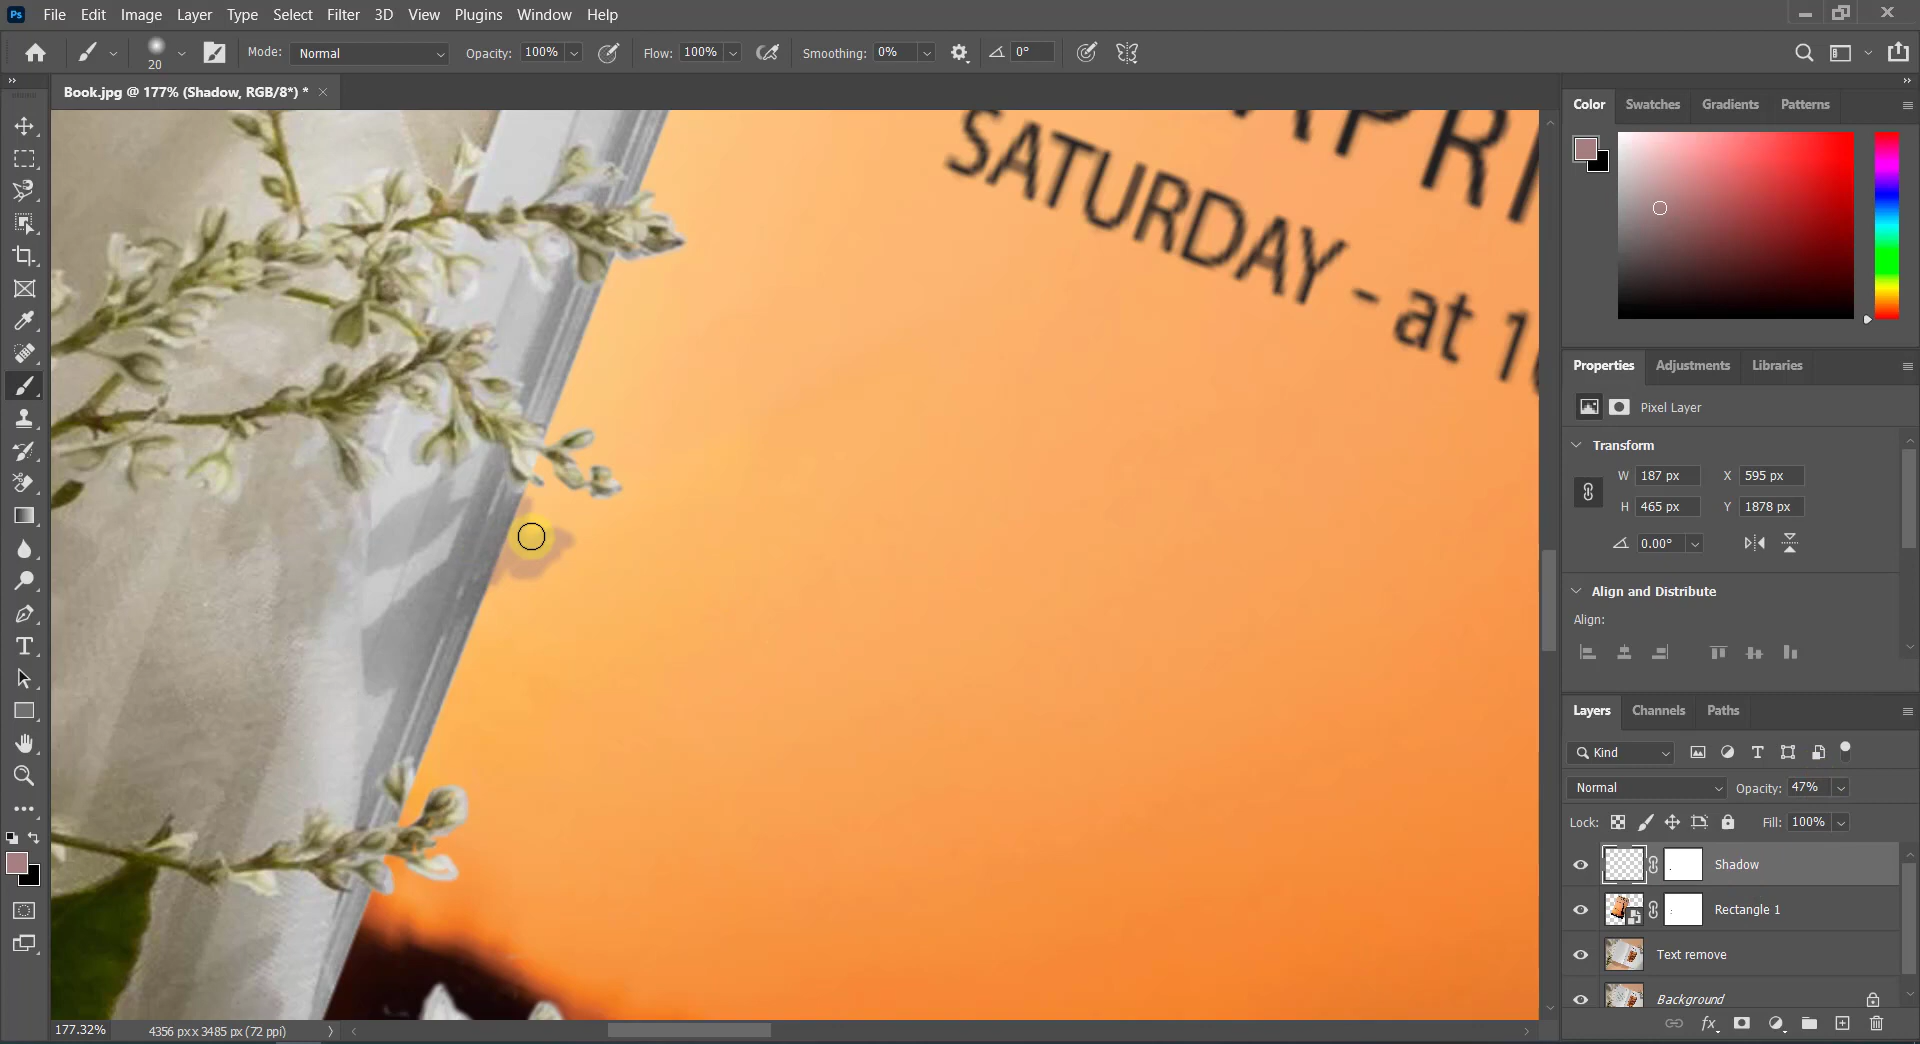 Ps File Edit Image Layer Type Select Filter 3D View Plugins Window Help
20 Mode: Normal Opacity: 100% Flow: 100% Smoothing: 0% 0°
Book.jpg @ 177% (Shadow, RGB/8*) * ×
APRI
SATURDAY - at 1
Color Swatches Gradients Patterns
Properties Adjustments Libraries
Pixel Layer
Transform
W 187 px X 595 px
H 465 px Y 1878 px
0.00°
Align and Distribute
Align:
Layers Channels Paths
Kind
Normal Opacity: 47%
Lock: Fill: 100%
Shadow
Rectangle 1
Text remove
Background
fx
177.32% 4356 px x 3485 px (72 ppi)